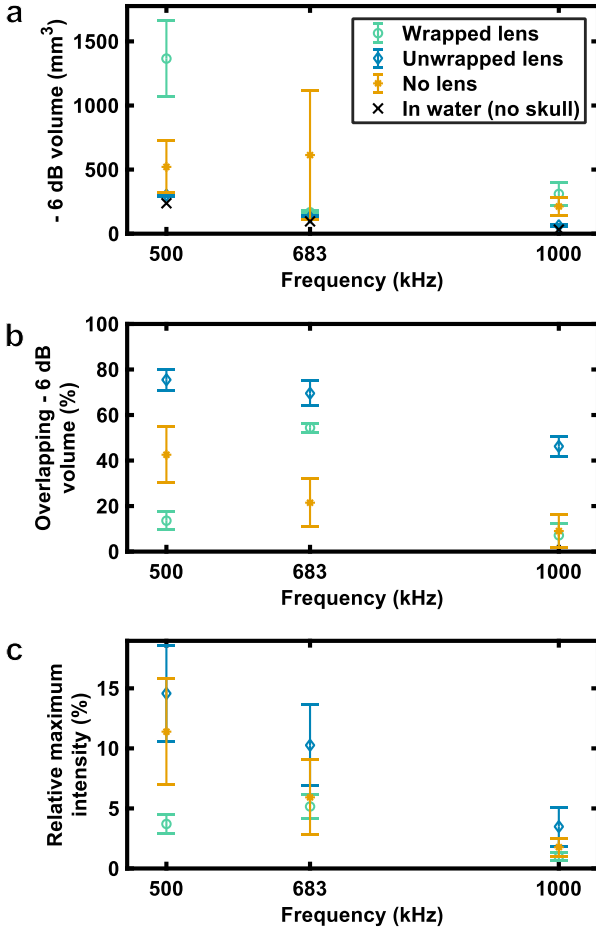 a
- 6 dB volume (mm³)
1500
1000
500
0
Wrapped lens
Unwrapped lens
No lens
In water (no skull)
500 683 1000
Frequency (kHz)
b
Overlapping - 6 dB
volume (%)
100
80
60
40
20
0
500 683 1000
Frequency (kHz)
c
Relative maximum
intensity (%)
15
10
5
0
500 683 1000
Frequency (kHz)